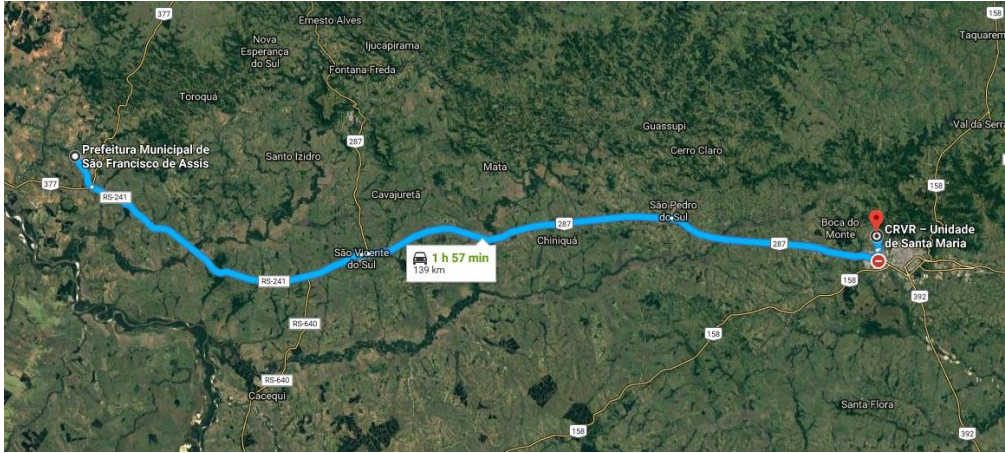 377
Ernesto Alves
158
Nova
Esperança
do Sul
Ijucapirama
Taquarem
Fontana Freda
Toroquá
Guassupi
Val da Serra
287
Prefeitura Municipal de
São Francisco de Assis
Santo Izidro
Cerro Claro
Mata
377
RS-241
Cavajuretã
158
São Pedro
do Sul
287
Boca do
Monte
CRVR – Unidade
de Santa Maria
Chiniquá
287
São Vicente
do Sul
1 h 57 min
139 km
RS-241
158
392
RS-640
158
RS-640
Cacequi
Santa Flora
158
392